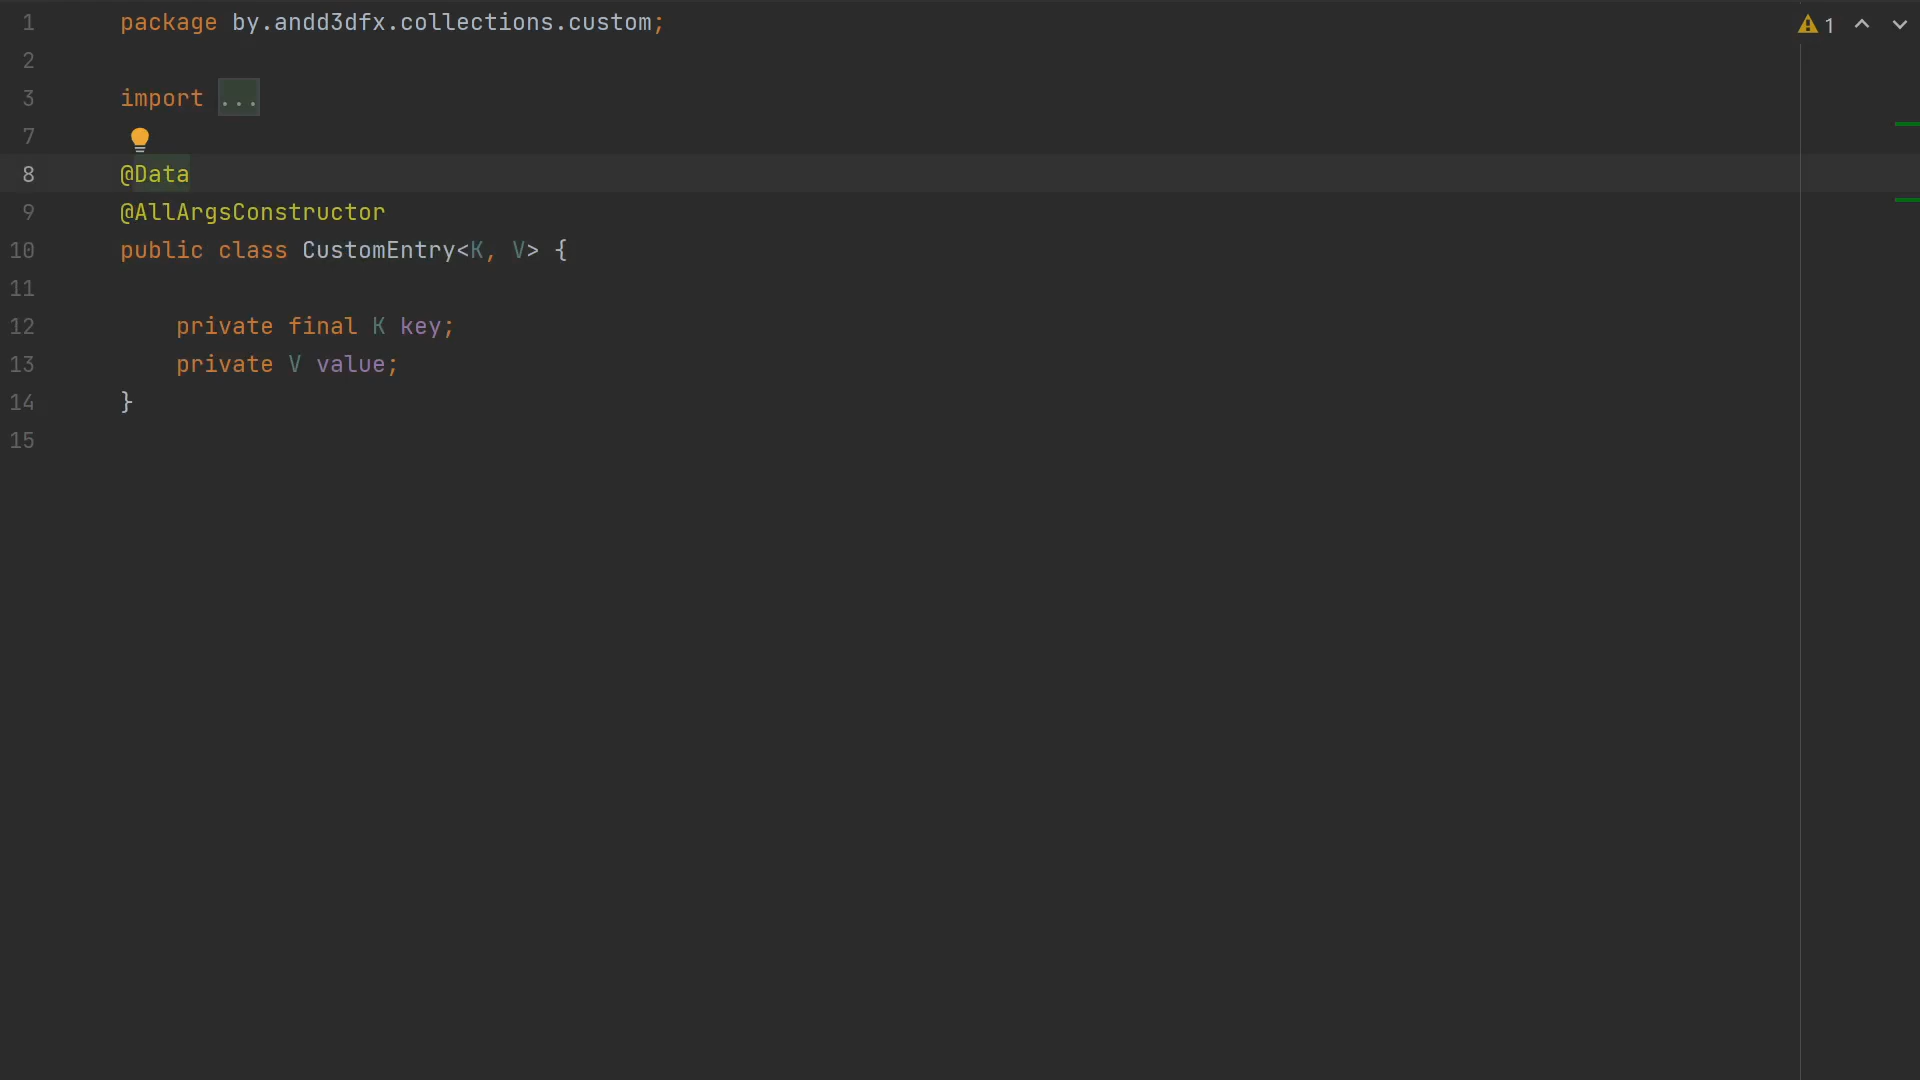 1 package by.andd3dfx.collections.custom;
2
3 import ...
7
8 @Data
9 @AllArgsConstructor
10 public class CustomEntry<K, V> {
11
12 private final K key;
13 private V value;
14 }
15
1